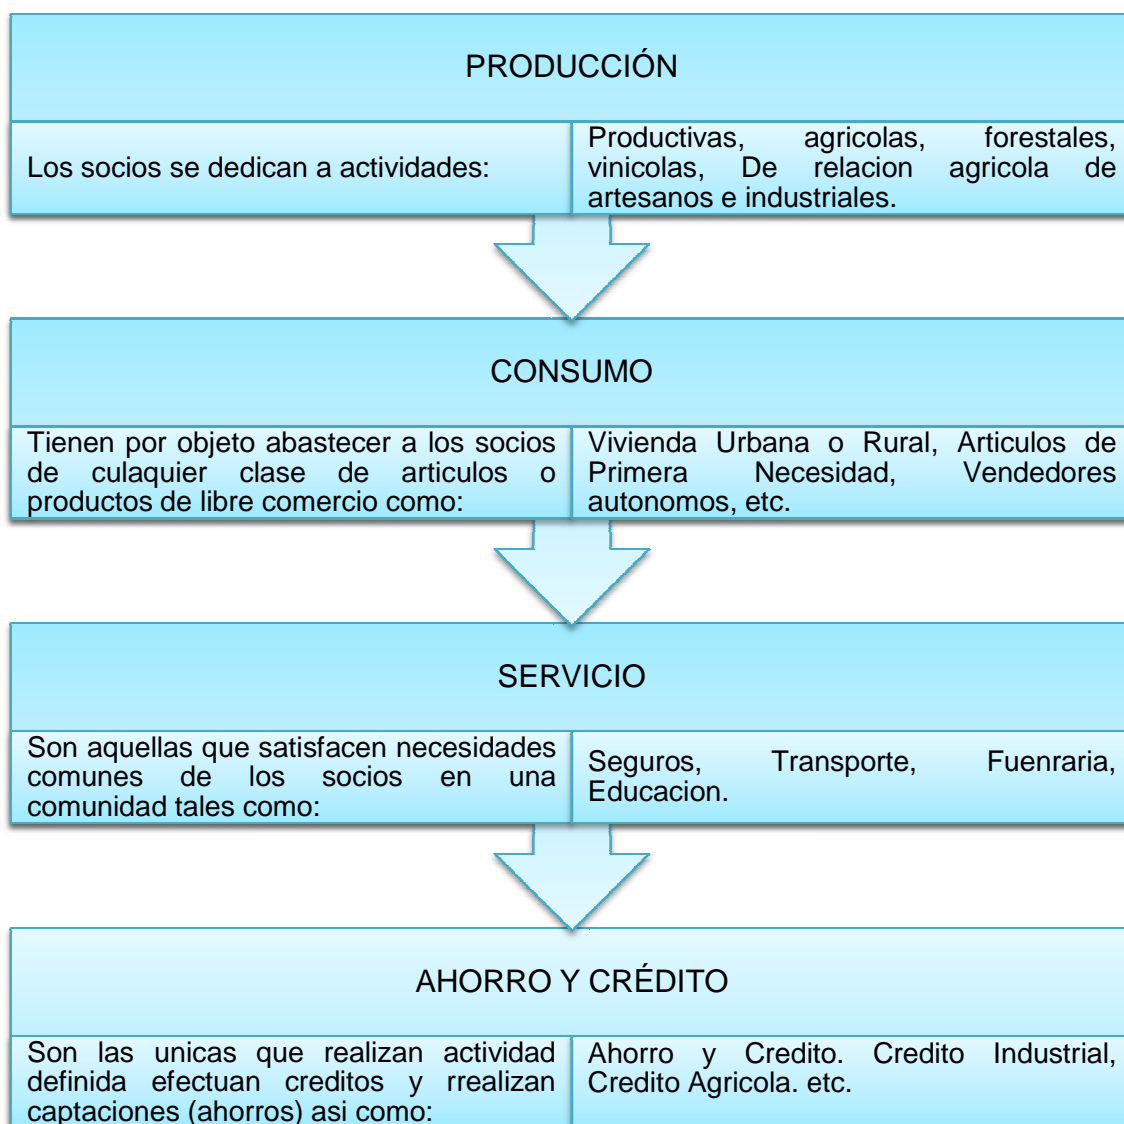 PRODUCCIÓN
Los socios se dedican a actividades:
Productivas, agricolas, forestales,
vinicolas, De relacion agricola de
artesanos e industriales.
CONSUMO
Tienen por objeto abastecer a los socios
de culaquier clase de articulos o
productos de libre comercio como:
Vivienda Urbana o Rural, Articulos de
Primera Necesidad, Vendedores
autonomos, etc.
SERVICIO
Son aquellas que satisfacen necesidades
comunes de los socios en una
comunidad tales como:
Seguros, Transporte, Fuenraria,
Educacion.
AHORRO Y CRÉDITO
Son las unicas que realizan actividad
definida efectuan creditos y rrealizan
captaciones (ahorros) asi como:
Ahorro y Credito. Credito Industrial,
Credito Agricola. etc.